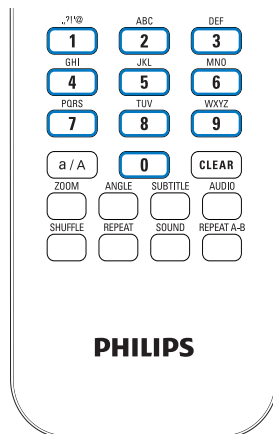 .,?!'@ ABC DEF
1 2 3
GHI JKL MNO
4 5 6
PQRS TUV WXYZ
7 8 9
a / A 0 CLEAR
ZOOM ANGLE SUBTITLE AUDIO
SHUFFLE REPEAT SOUND REPEAT A-B
PHILIPS